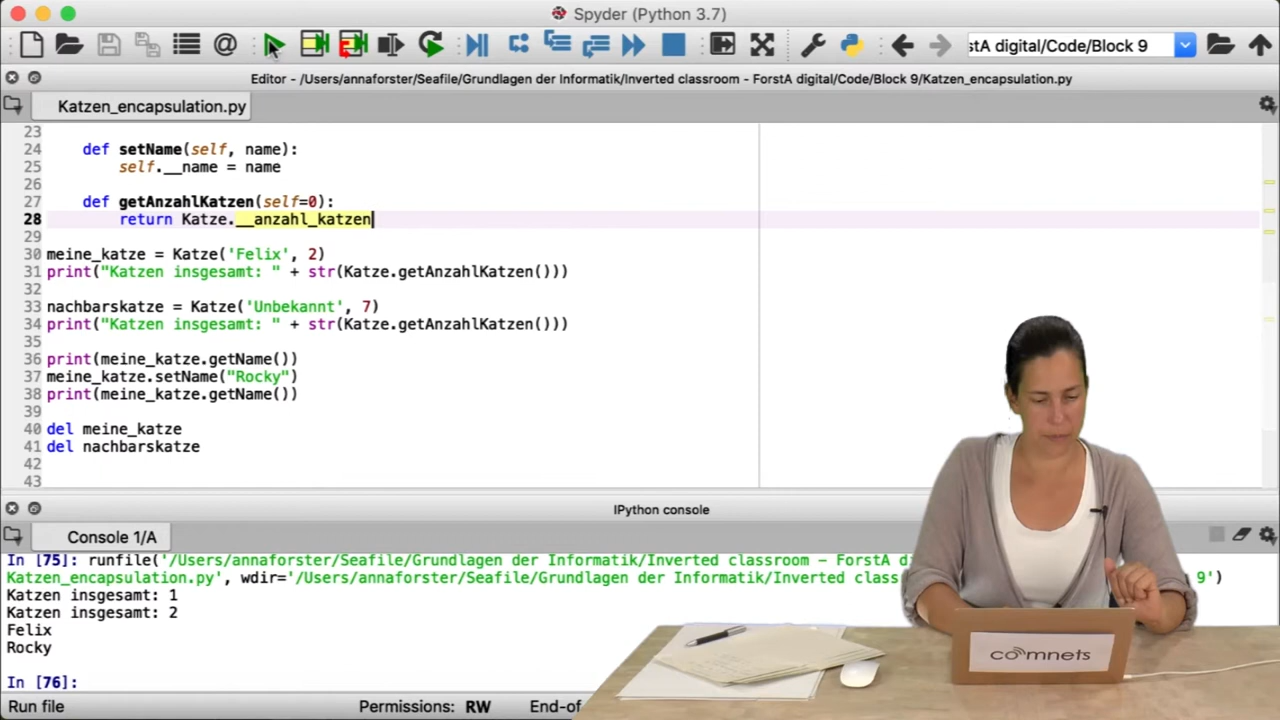 Spyder (Python 3.7)
stA digital/Code/Block 9
Editor - /Users/annaforster/Seafile/Grundlagen der Informatik/Inverted classroom - ForstA digital/Code/Block 9/Katzen_encapsulation.py
Katzen_encapsulation.py
23
24 def setName(self, name):
25 self.__name = name
26
27 def getAnzahlKatzen(self=0):
28 return Katze.__anzahl_katzen
29
30 meine_katze = Katze('Felix', 2)
31 print("Katzen insgesamt: " + str(Katze.getAnzahlKatzen()))
32
33 nachbarskatze = Katze('Unbekannt', 7)
34 print("Katzen insgesamt: " + str(Katze.getAnzahlKatzen()))
35
36 print(meine_katze.getName())
37 meine_katze.setName("Rocky")
38 print(meine_katze.getName())
39
40 del meine_katze
41 del nachbarskatze
42
43
IPython console
Console 1/A
In [75]: runfile('/Users/annaforster/Seafile/Grundlagen der Informatik/Inverted classroom - ForstA di
Katzen_encapsulation.py', wdir='/Users/annaforster/Seafile/Grundlagen der Informatik/Inverted class 9')
Katzen insgesamt: 1
Katzen insgesamt: 2
Felix
Rocky
In [76]:
Run file Permissions: RW End-of
comnets